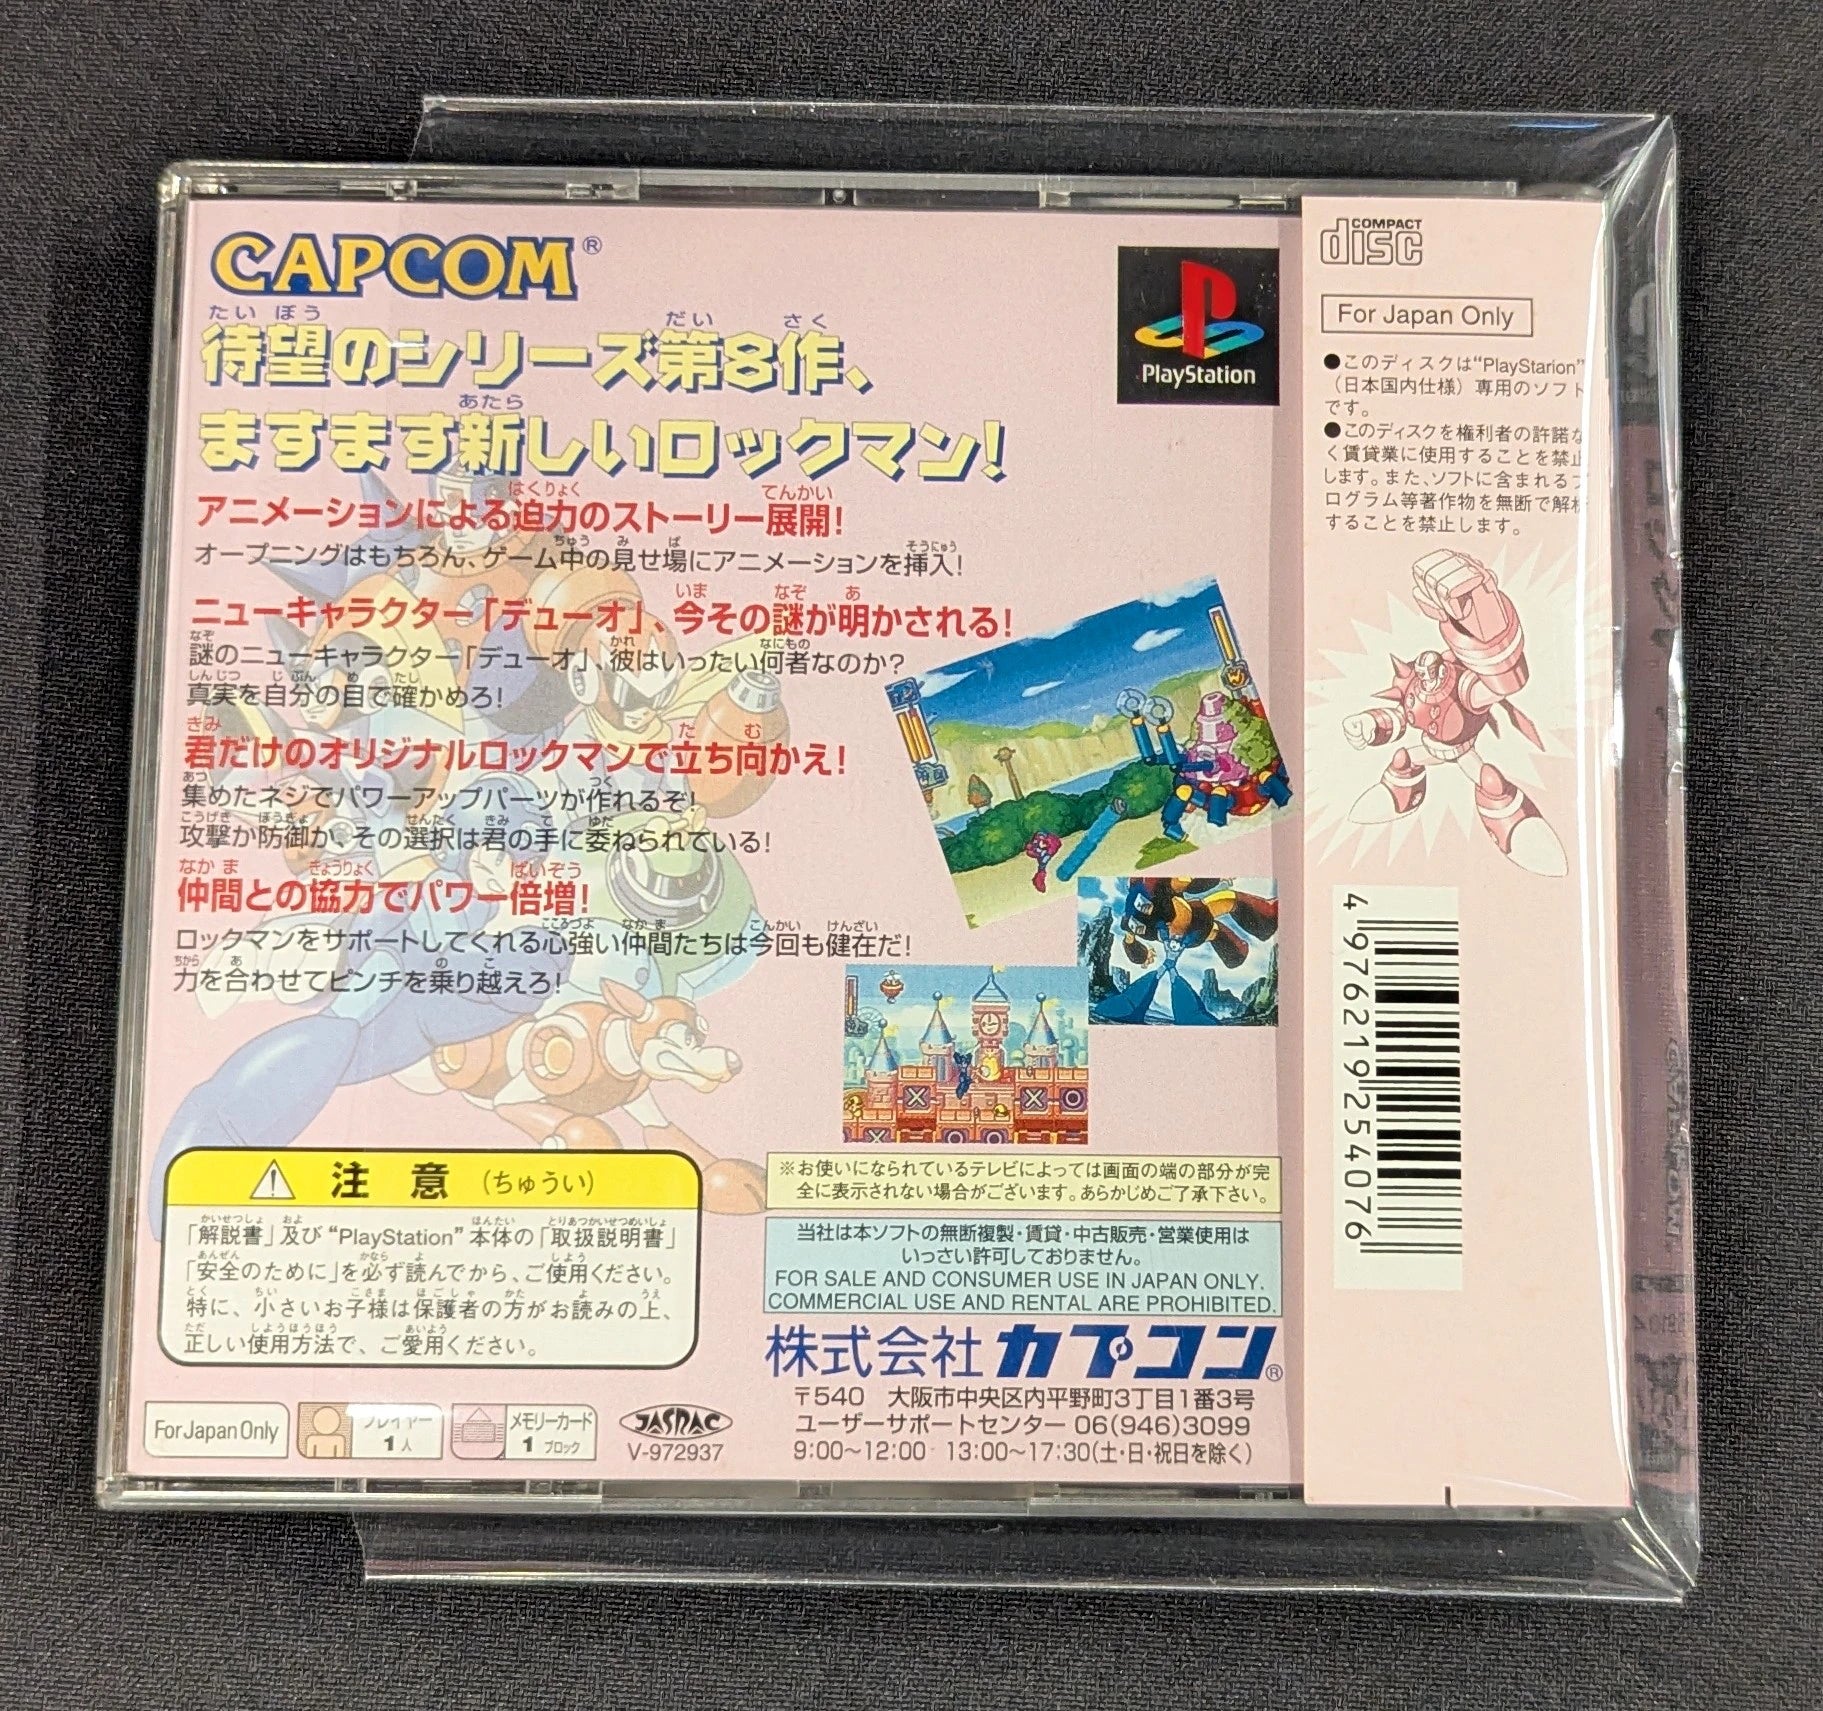 CAPCOM®
待望のシリーズ第8作、
ますます新しいロックマン!
アニメーションによる迫力のストーリー展開!
オープニングはもちろん、ゲーム中の見せ場にアニメーションを挿入!
ニューキャラクター「デューオ」、今その謎が明かされる!
謎のニューキャラクター「デューオ」、彼はいったい何者なのか?
真実を自分の目で確かめろ!
君だけのオリジナルロックマンで立ち向かえ!
集めたネジでパワーアップパーツが作れるぞ!
攻撃か防御か、その選択は君の手に委ねられている!
仲間との協力でパワー倍増!
ロックマンをサポートしてくれる心強い仲間たちは今回も健在だ!
力を合わせてピンチを乗り越えろ!
PlayStation
注意(ちゅうい)
「解説書」及び“PlayStation”本体の「取扱説明書」
「安全のために」を必ず読んでから、ご使用ください。
特に、小さいお子様は保護者の方がお読みの上、
正しい使用方法で、ご愛用ください。
For Japan Only
プレイヤー
1人
メモリーカード
1ブロック
JASRAC
V-972937
※お使いになられているテレビによっては画面の端の部分が完
全に表示されない場合がございます。あらかじめご了承下さい。
当社は本ソフトの無断複製・賃貸・中古販売・営業使用は
いっさい許可しておりません。
FOR SALE AND CONSUMER USE IN JAPAN ONLY.
COMMERCIAL USE AND RENTAL ARE PROHIBITED.
株式会社カプコン®
〒540 大阪市中央区内平野町3丁目1番3号
ユーザーサポートセンター 06(946)3099
9:00〜12:00 13:00〜17:30(土・日・祝日を除く)
COMPACT
disc
For Japan Only
●このディスクは“PlayStarion”
(日本国内仕様)専用のソフト
です。
●このディスクを権利者の許諾な
く賃貸業に使用することを禁止
します。また、ソフトに含まれるプ
ログラム等著作物を無断で解析
することを禁止します。
4976219254076
CAPCOM